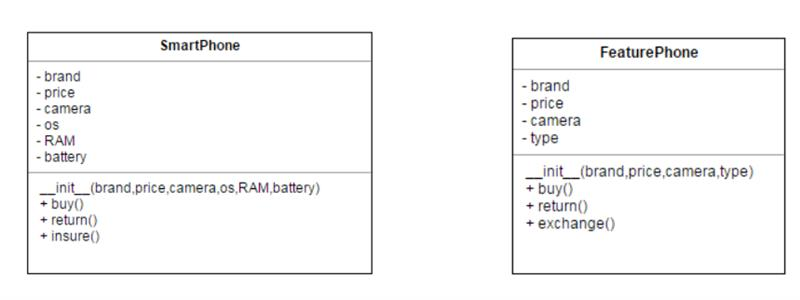 SmartPhone
- brand
- price
- camera
- os
- RAM
- battery
__init__(brand,price,camera,os,RAM,battery)
+ buy()
+ return()
+ insure()
FeaturePhone
- brand
- price
- camera
- type
__init__(brand,price,camera,type)
+ buy()
+ return()
+ exchange()